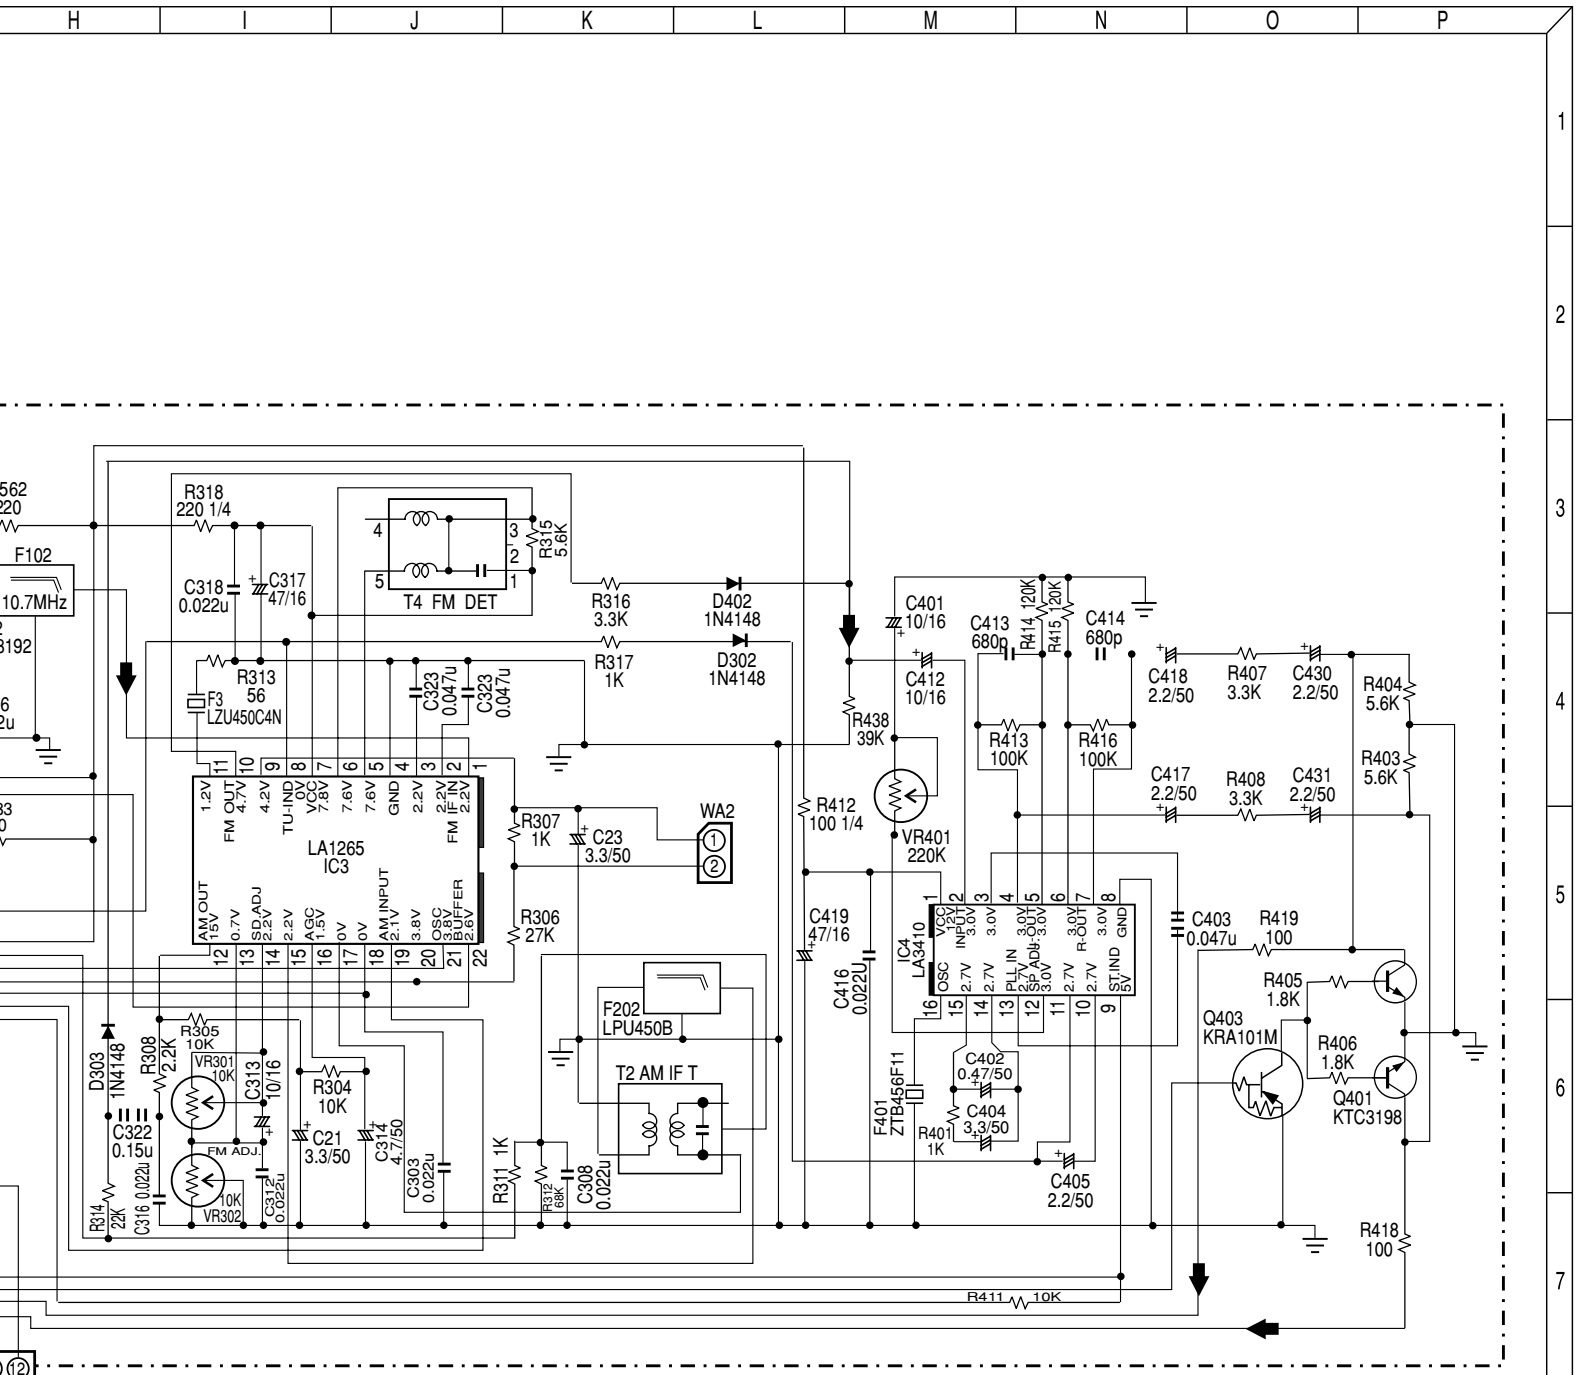 H I J K L M N O P
1
2
3
4
5
6
7
562
220
R318
220 1/4
F102
10.7MHz
3192
6
2u
33
0
C318
0.022u
+
C317
47/16
4
5
3
2
1
T4 FM DET
R315
5.6K
R316
3.3K
D402
1N4148
R317
1K
D302
1N4148
R313
56
F3
LZU450C4N
C323
0.047u
C323
0.047u
11
10
9
8
7
6
5
4
3
2
1
1.2V
FM OUT
4.7V
4.2V
TU-IND
0V
VCC
7.8V
7.6V
7.6V
GND
2.2V
2.2V
FM IF IN
2.2V
LA1265
IC3
AM OUT
15V
0.7V
SD.ADJ
2.2V
2.2V
AGC
1.5V
0V
AM INPUT
2.1V
3.8V
OSC
3.8V
BUFFER
2.6V
12
13
14
15
16
17
18
19
20
21
22
R307
1K
+
C23
3.3/50
WA2
1
2
R306
27K
R412
100 1/4
C419
47/16
+
C416
0.022U
R438
39K
C401
10/16
+
+
C412
10/16
VR401
220K
C413
680p
R414 120K
R415 120K
C414
680p
R413
100K
R416
100K
+
C418
2.2/50
R407
3.3K
+
C430
2.2/50
R404
5.6K
R403
5.6K
C417
2.2/50
+
R408
3.3K
C431
2.2/50
+
IC4
LA3410
1
2
3
4
5
6
7
8
VCC
12V
INPUT
3.0V
3.0V
3.0V
L-OUT
3.0V
3.0V
R-OUT
3.0V
GND
OSC
2.7V
2.7V
PLL IN
2.7V
SP ADJ.
3.0V
2.7V
2.7V
ST.IND
5V
16
15
14
13
12
11
10
9
C403
0.047u
R419
100
R405
1.8K
Q403
KRA101M
R406
1.8K
Q401
KTC3198
F202
LPU450B
T2 AM IF T
D303
1N4148
R308
2.2K
R305
10K
VR301
10K
C313
10/16
+
R304
10K
C322
0.15u
FM ADJ.
+
C21
3.3/50
+
C314
4.7/50
C303
0.022u
R314
22K
C316 0.022u
10K
VR302
C312
0.022u
R311 1K
R312
68K
C308
0.022u
F401
ZTB456F11
C402
0.47/50
+
C404
3.3/50
+
R401
1K
+
C405
2.2/50
R418
100
R411 10K
12